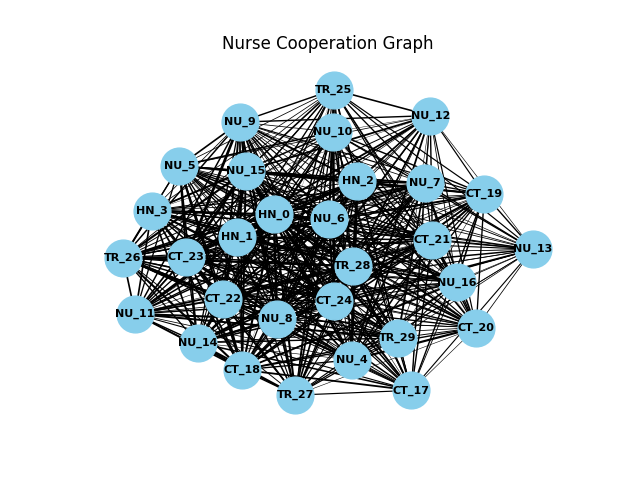 Nurse Cooperation Graph
TR_25
NU_12
NU_9
NU_10
NU_5
NU_15
HN_2
NU_7
CT_19
HN_3
HN_0
NU_6
HN_1
CT_21
NU_13
TR_26
CT_23
TR_28
NU_16
CT_22
CT_24
NU_11
NU_8
CT_20
NU_14
TR_29
NU_4
CT_18
CT_17
TR_27